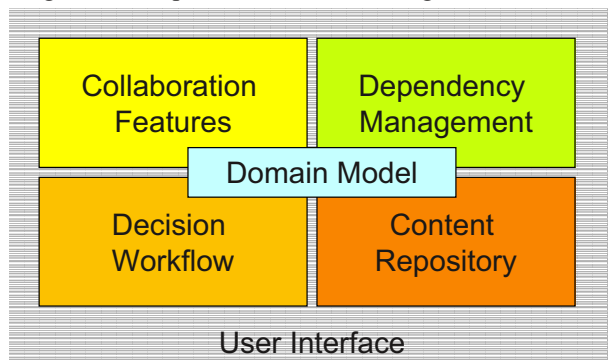 Collaboration
Features
Dependency
Management
Domain Model
Decision
Workflow
Content
Repository
User Interface